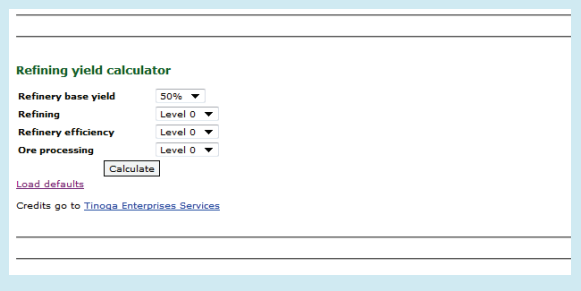 Refining yield calculator
Refinery base yield 50%
Refining Level 0
Refinery efficiency Level 0
Ore processing Level 0
Calculate
Load defaults
Credits go to Tinoga Enterprises Services